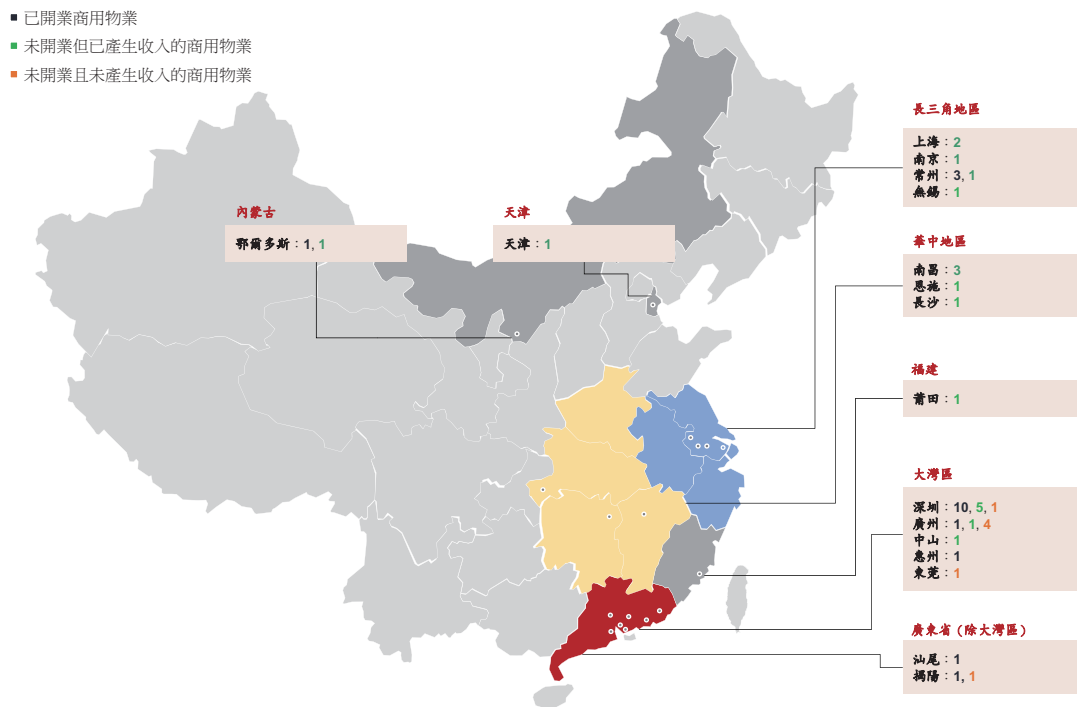 已開業商用物業
未開業但已產生收入的商用物業
未開業且未產生收入的商用物業
長三角地區
上海：2
南京：1
常州：3, 1
無錫：1
內蒙古
鄂爾多斯：1, 1
天津
天津：1
華中地區
南昌：3
恩施：1
長沙：1
福建
莆田：1
大灣區
深圳：10, 5, 1
廣州：1, 1, 4
中山：1
惠州：1
東莞：1
廣東省（除大灣區）
汕尾：1
揭陽：1, 1